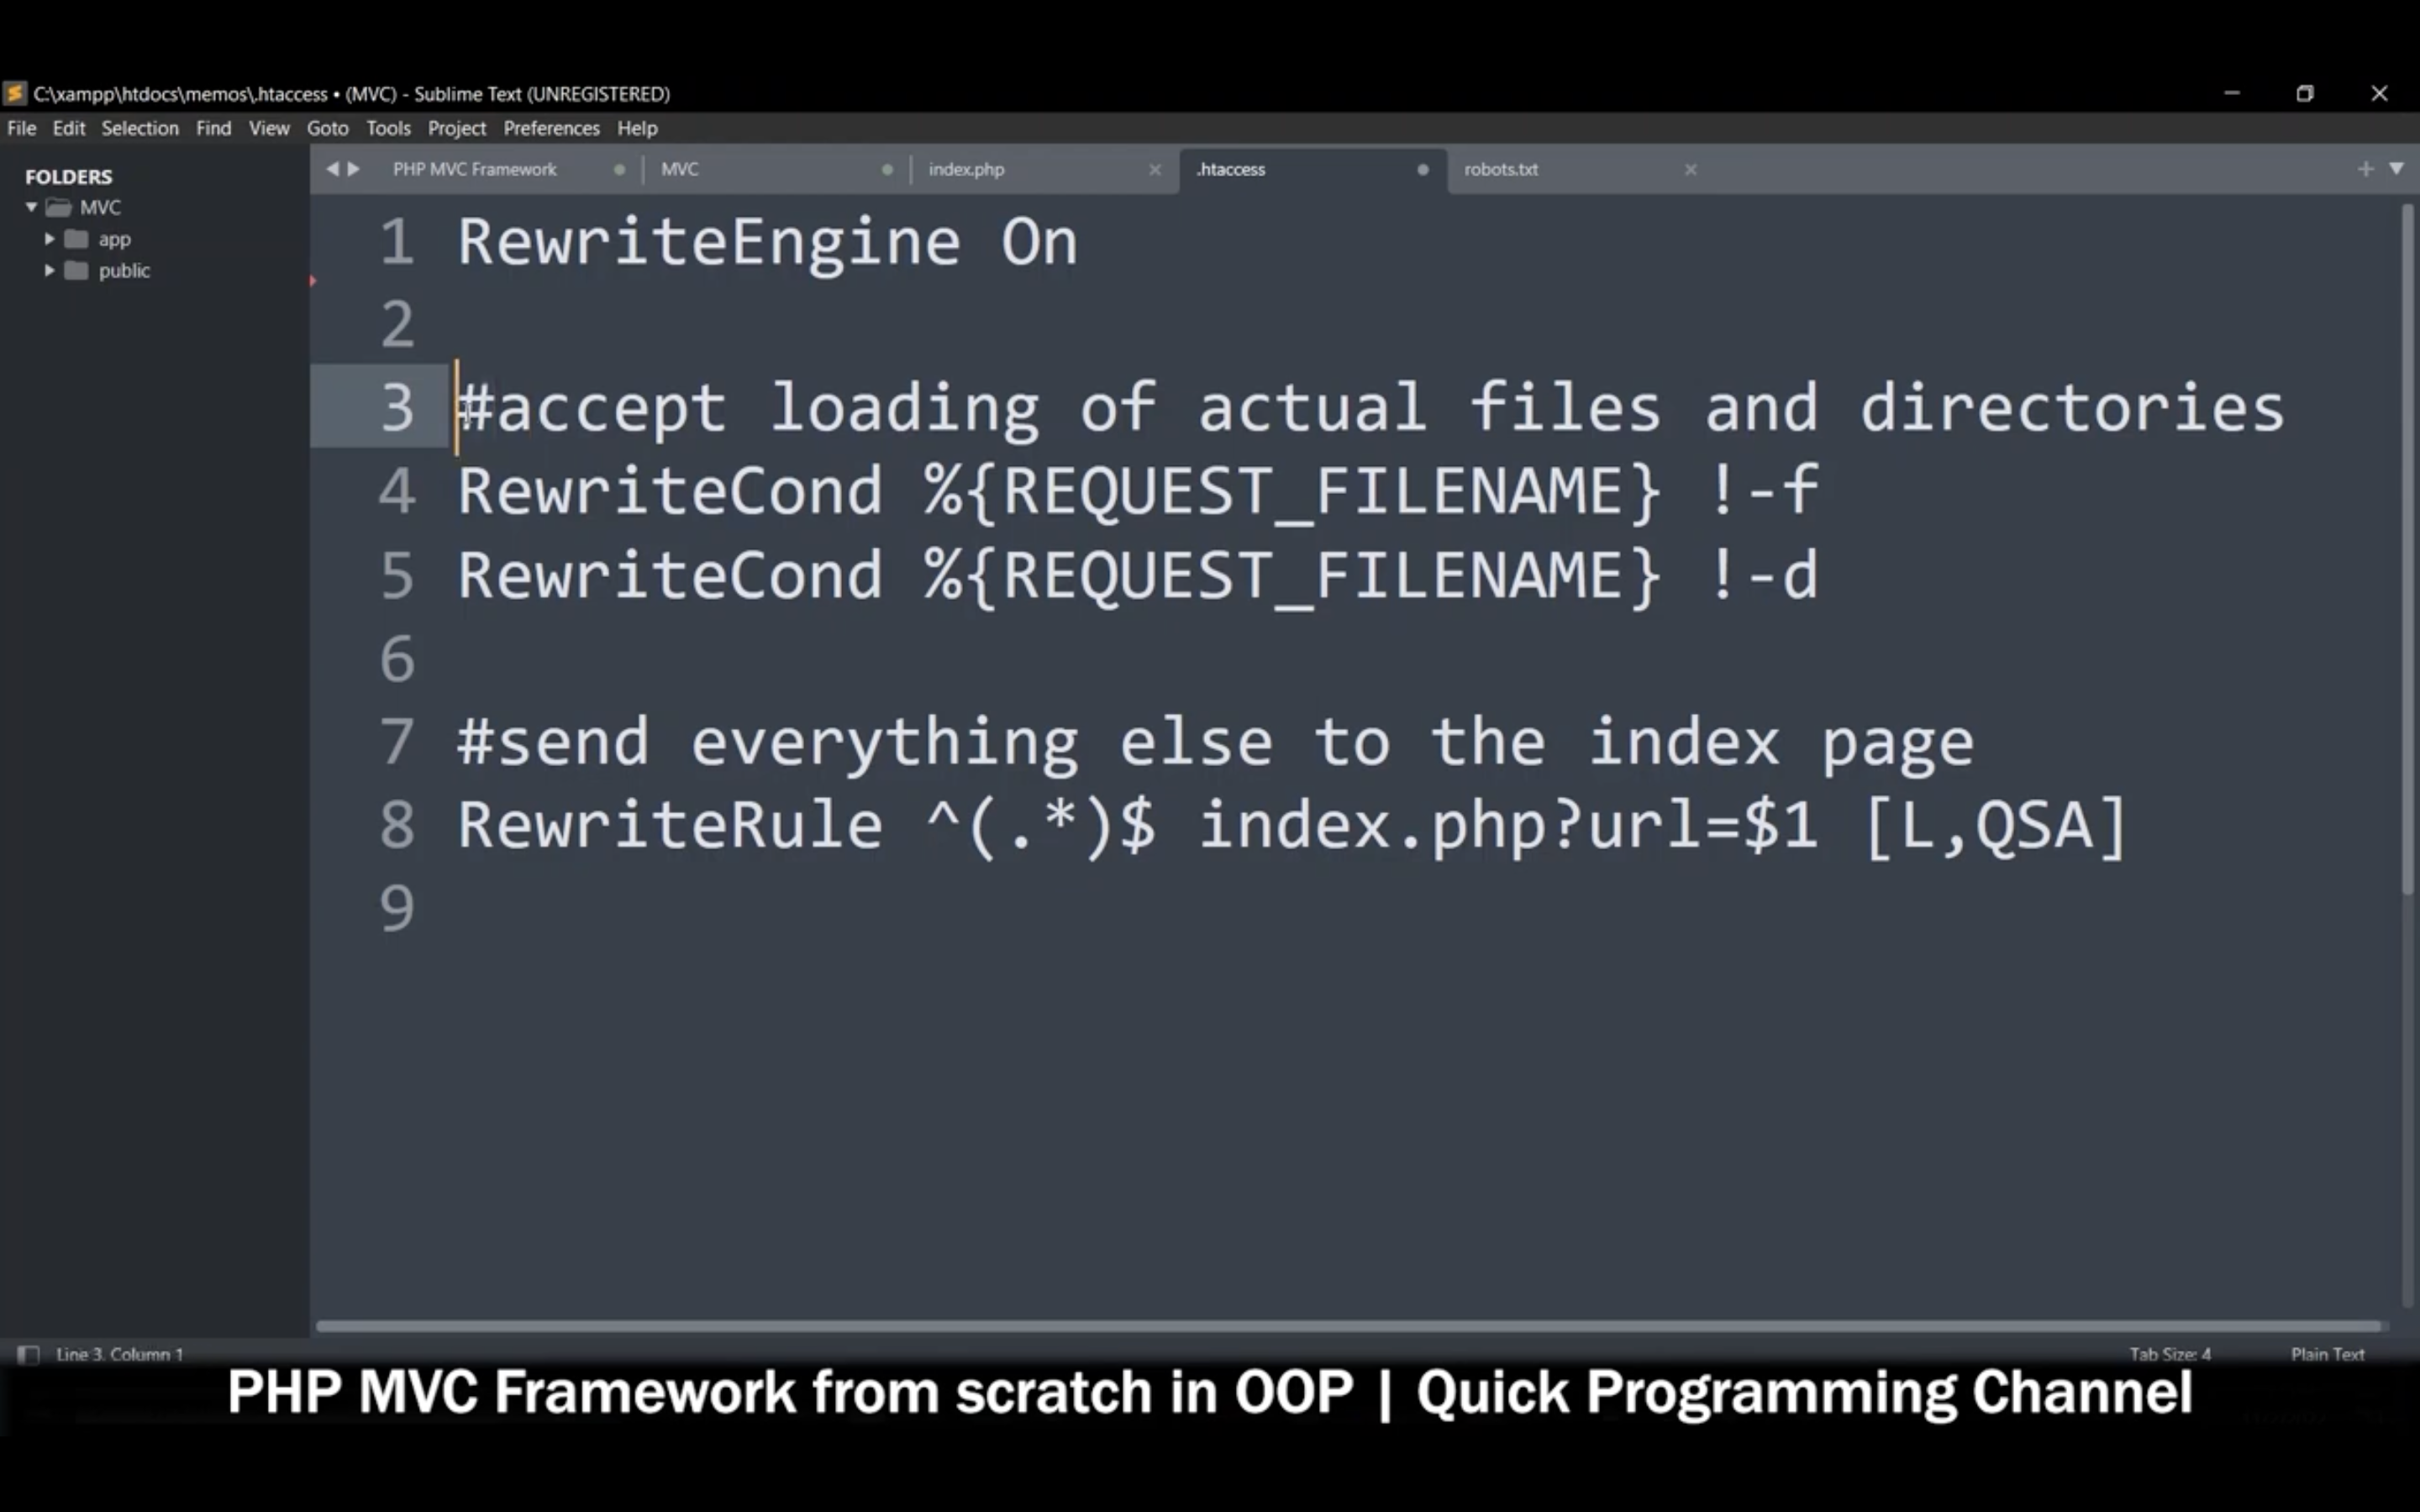 C:\xampp\htdocs\memos\.htaccess • (MVC) - Sublime Text (UNREGISTERED)
File Edit Selection Find View Goto Tools Project Preferences Help
FOLDERS
MVC
app
public
PHP MVC Framework MVC index.php .htaccess robots.txt
1 RewriteEngine On
2
3 #accept loading of actual files and directories
4 RewriteCond %{REQUEST_FILENAME} !-f
5 RewriteCond %{REQUEST_FILENAME} !-d
6
7 #send everything else to the index page
8 RewriteRule ^(.*)$ index.php?url=$1 [L,QSA]
9
Line 3, Column 1 Tab Size: 4 Plain Text
PHP MVC Framework from scratch in OOP | Quick Programming Channel